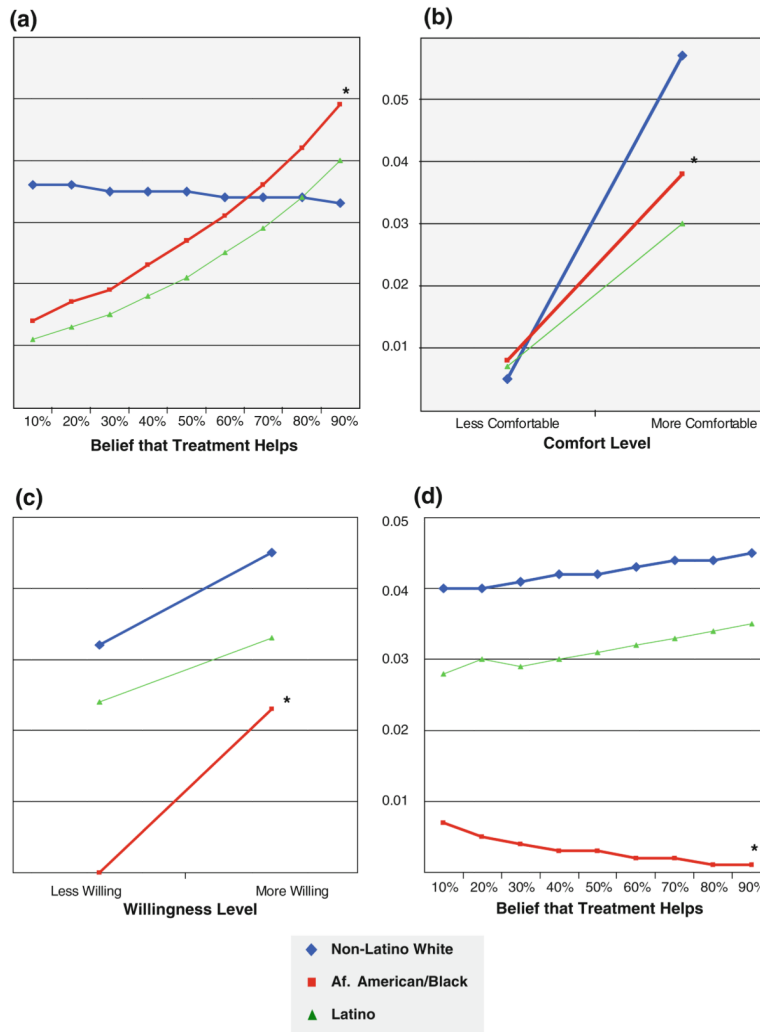 (a)
*
10% 20% 30% 40% 50% 60% 70% 80% 90%
Belief that Treatment Helps
(b)
0.05
0.04
0.03
0.02
0.01
*
Less Comfortable More Comfortable
Comfort Level
(c)
*
Less Willing More Willing
Willingness Level
(d)
0.05
0.04
0.03
0.02
0.01
*
10% 20% 30% 40% 50% 60% 70% 80% 90%
Belief that Treatment Helps
Non-Latino White
Af. American/Black
Latino